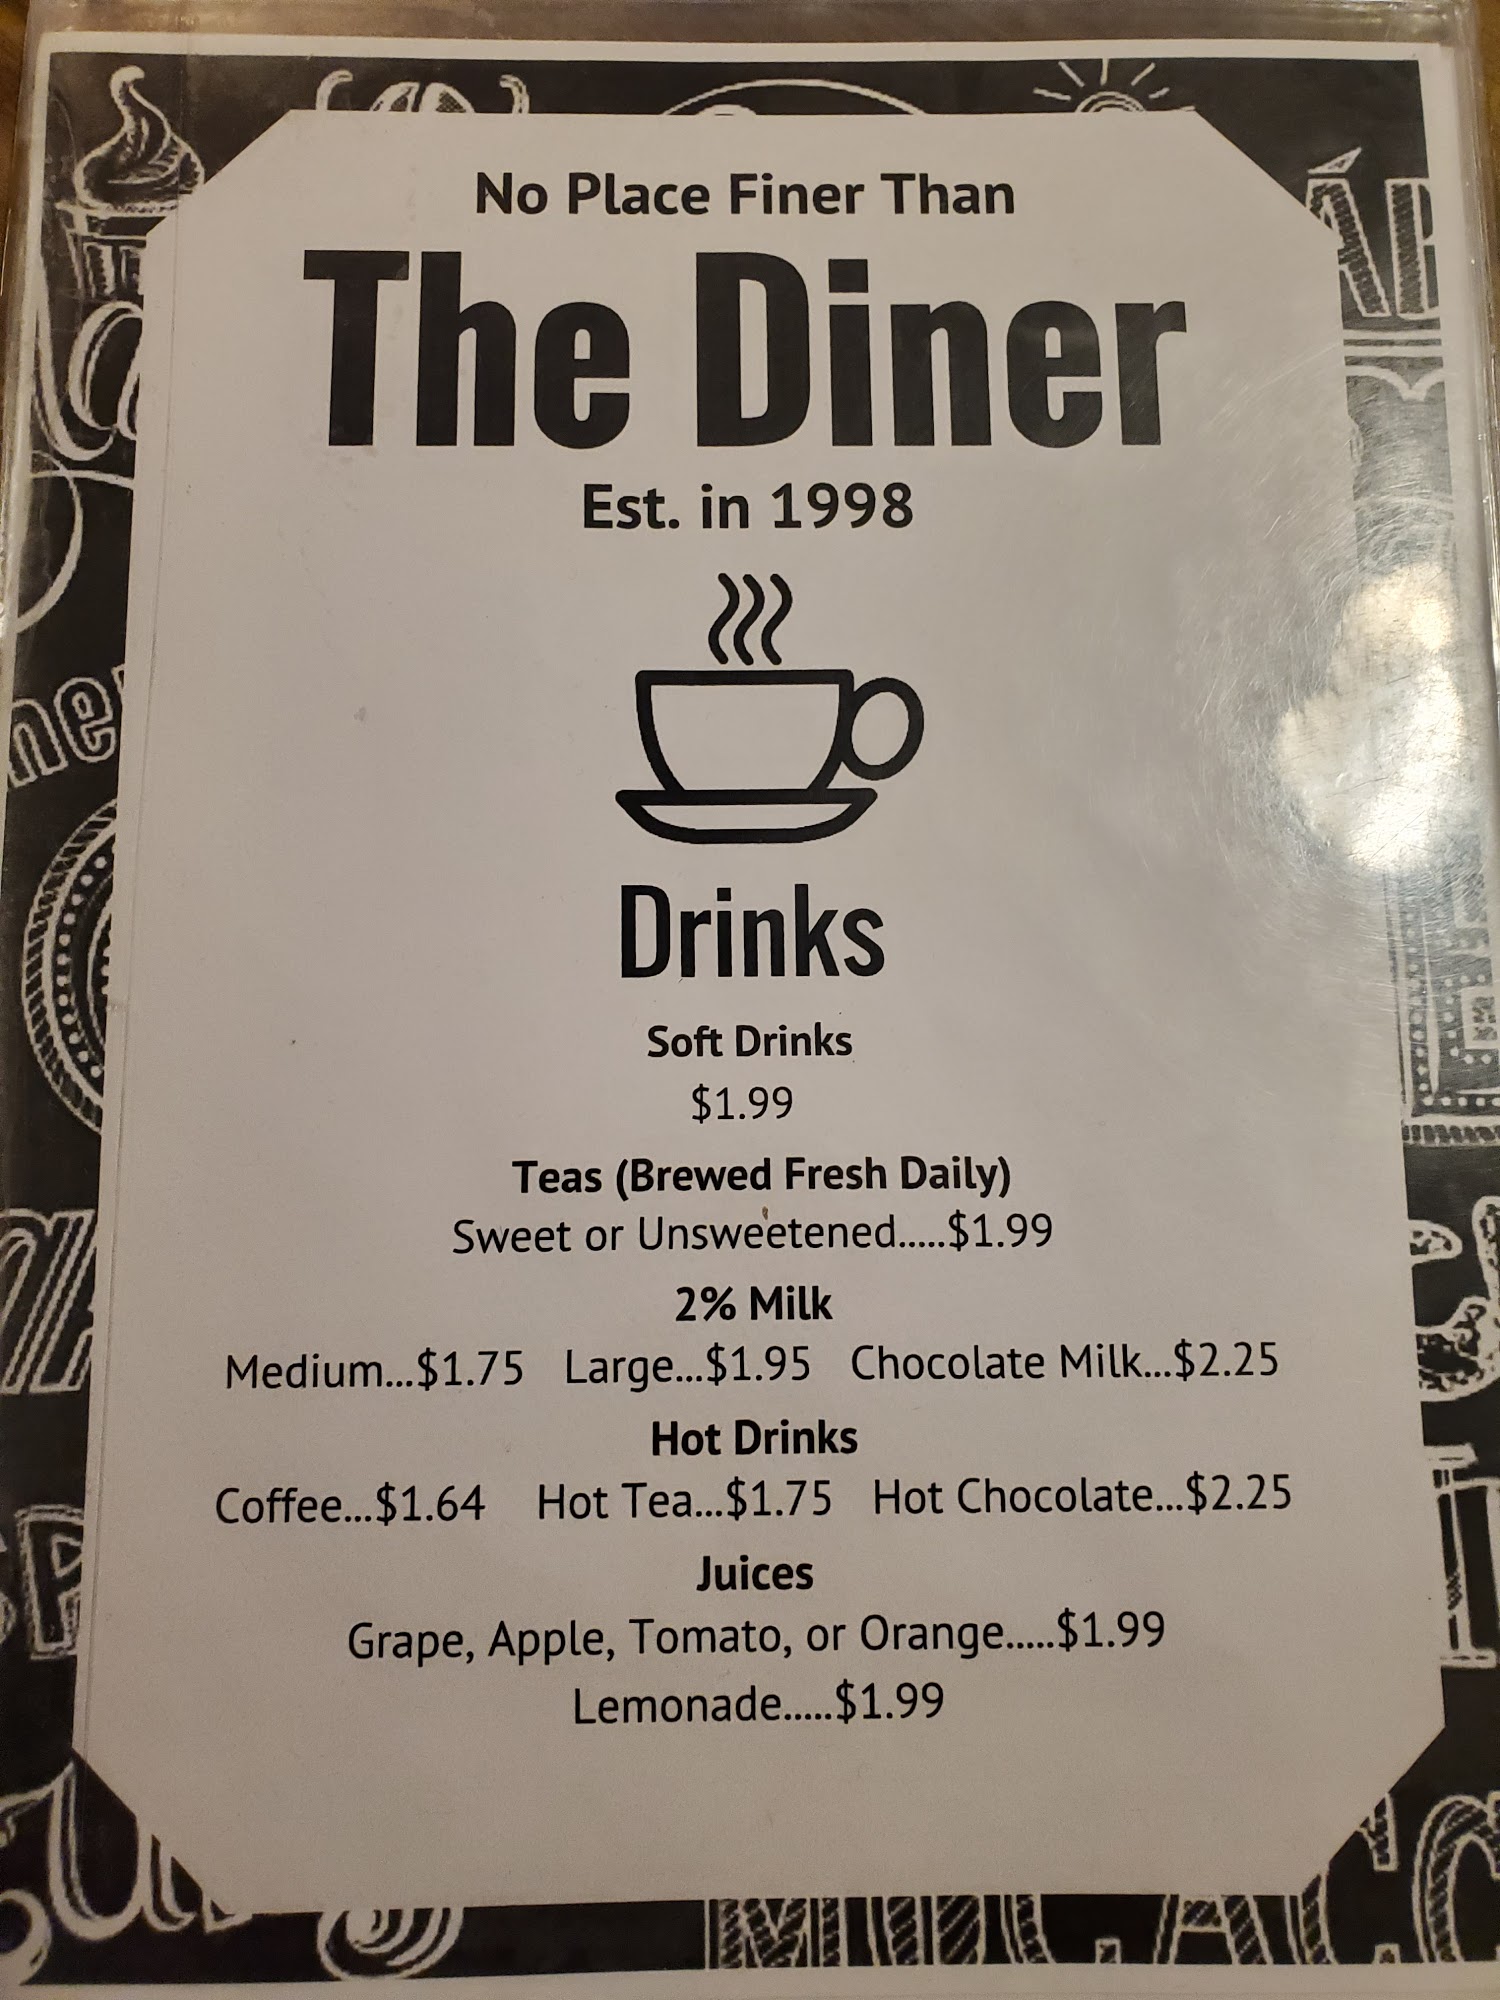 No Place Finer Than
The Diner
Est. in 1998
Drinks
Soft Drinks
$1.99
Teas (Brewed Fresh Daily)
Sweet or Unsweetened.....$1.99
2% Milk
Medium...$1.75 Large...$1.95 Chocolate Milk...$2.25
Hot Drinks
Coffee...$1.64 Hot Tea...$1.75 Hot Chocolate...$2.25
Juices
Grape, Apple, Tomato, or Orange.....$1.99
Lemonade.....$1.99